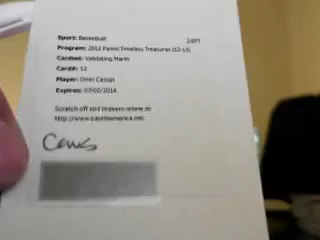 Sport: Basketball
Program: 2012 Panini Timeless Treasures (12-13)
Cardset: Validating Marks
Card#: 12
Player: Omri Casspi
Expires: 07/02/2014
Scratch off and redeem online at:
http://www.paniniamerica.net